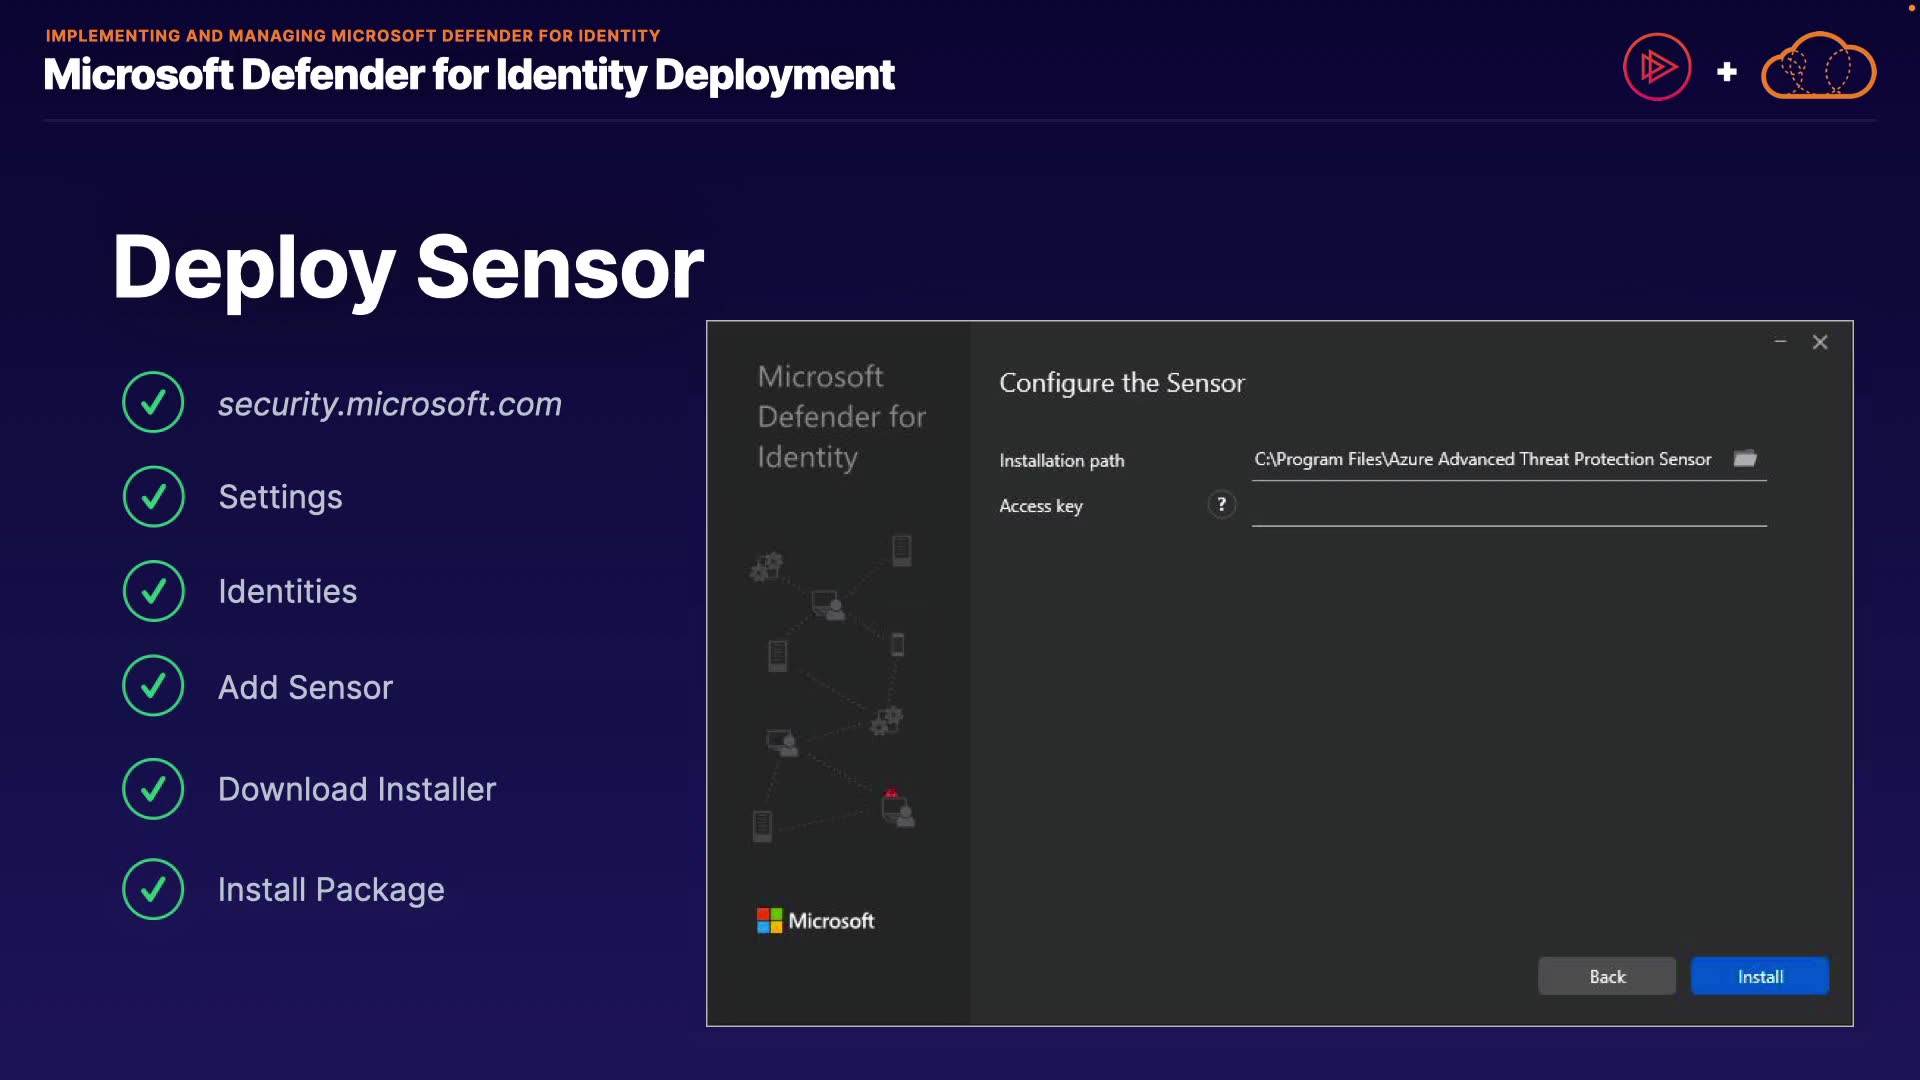 IMPLEMENTING AND MANAGING MICROSOFT DEFENDER FOR IDENTITY
Microsoft Defender for Identity Deployment
+
Deploy Sensor
security.microsoft.com
Settings
Identities
Add Sensor
Download Installer
Install Package
Microsoft
Defender for
Identity
Microsoft
Configure the Sensor
Installation path
C:\Program Files\Azure Advanced Threat Protection Sensor
Access key
?
Back
Install